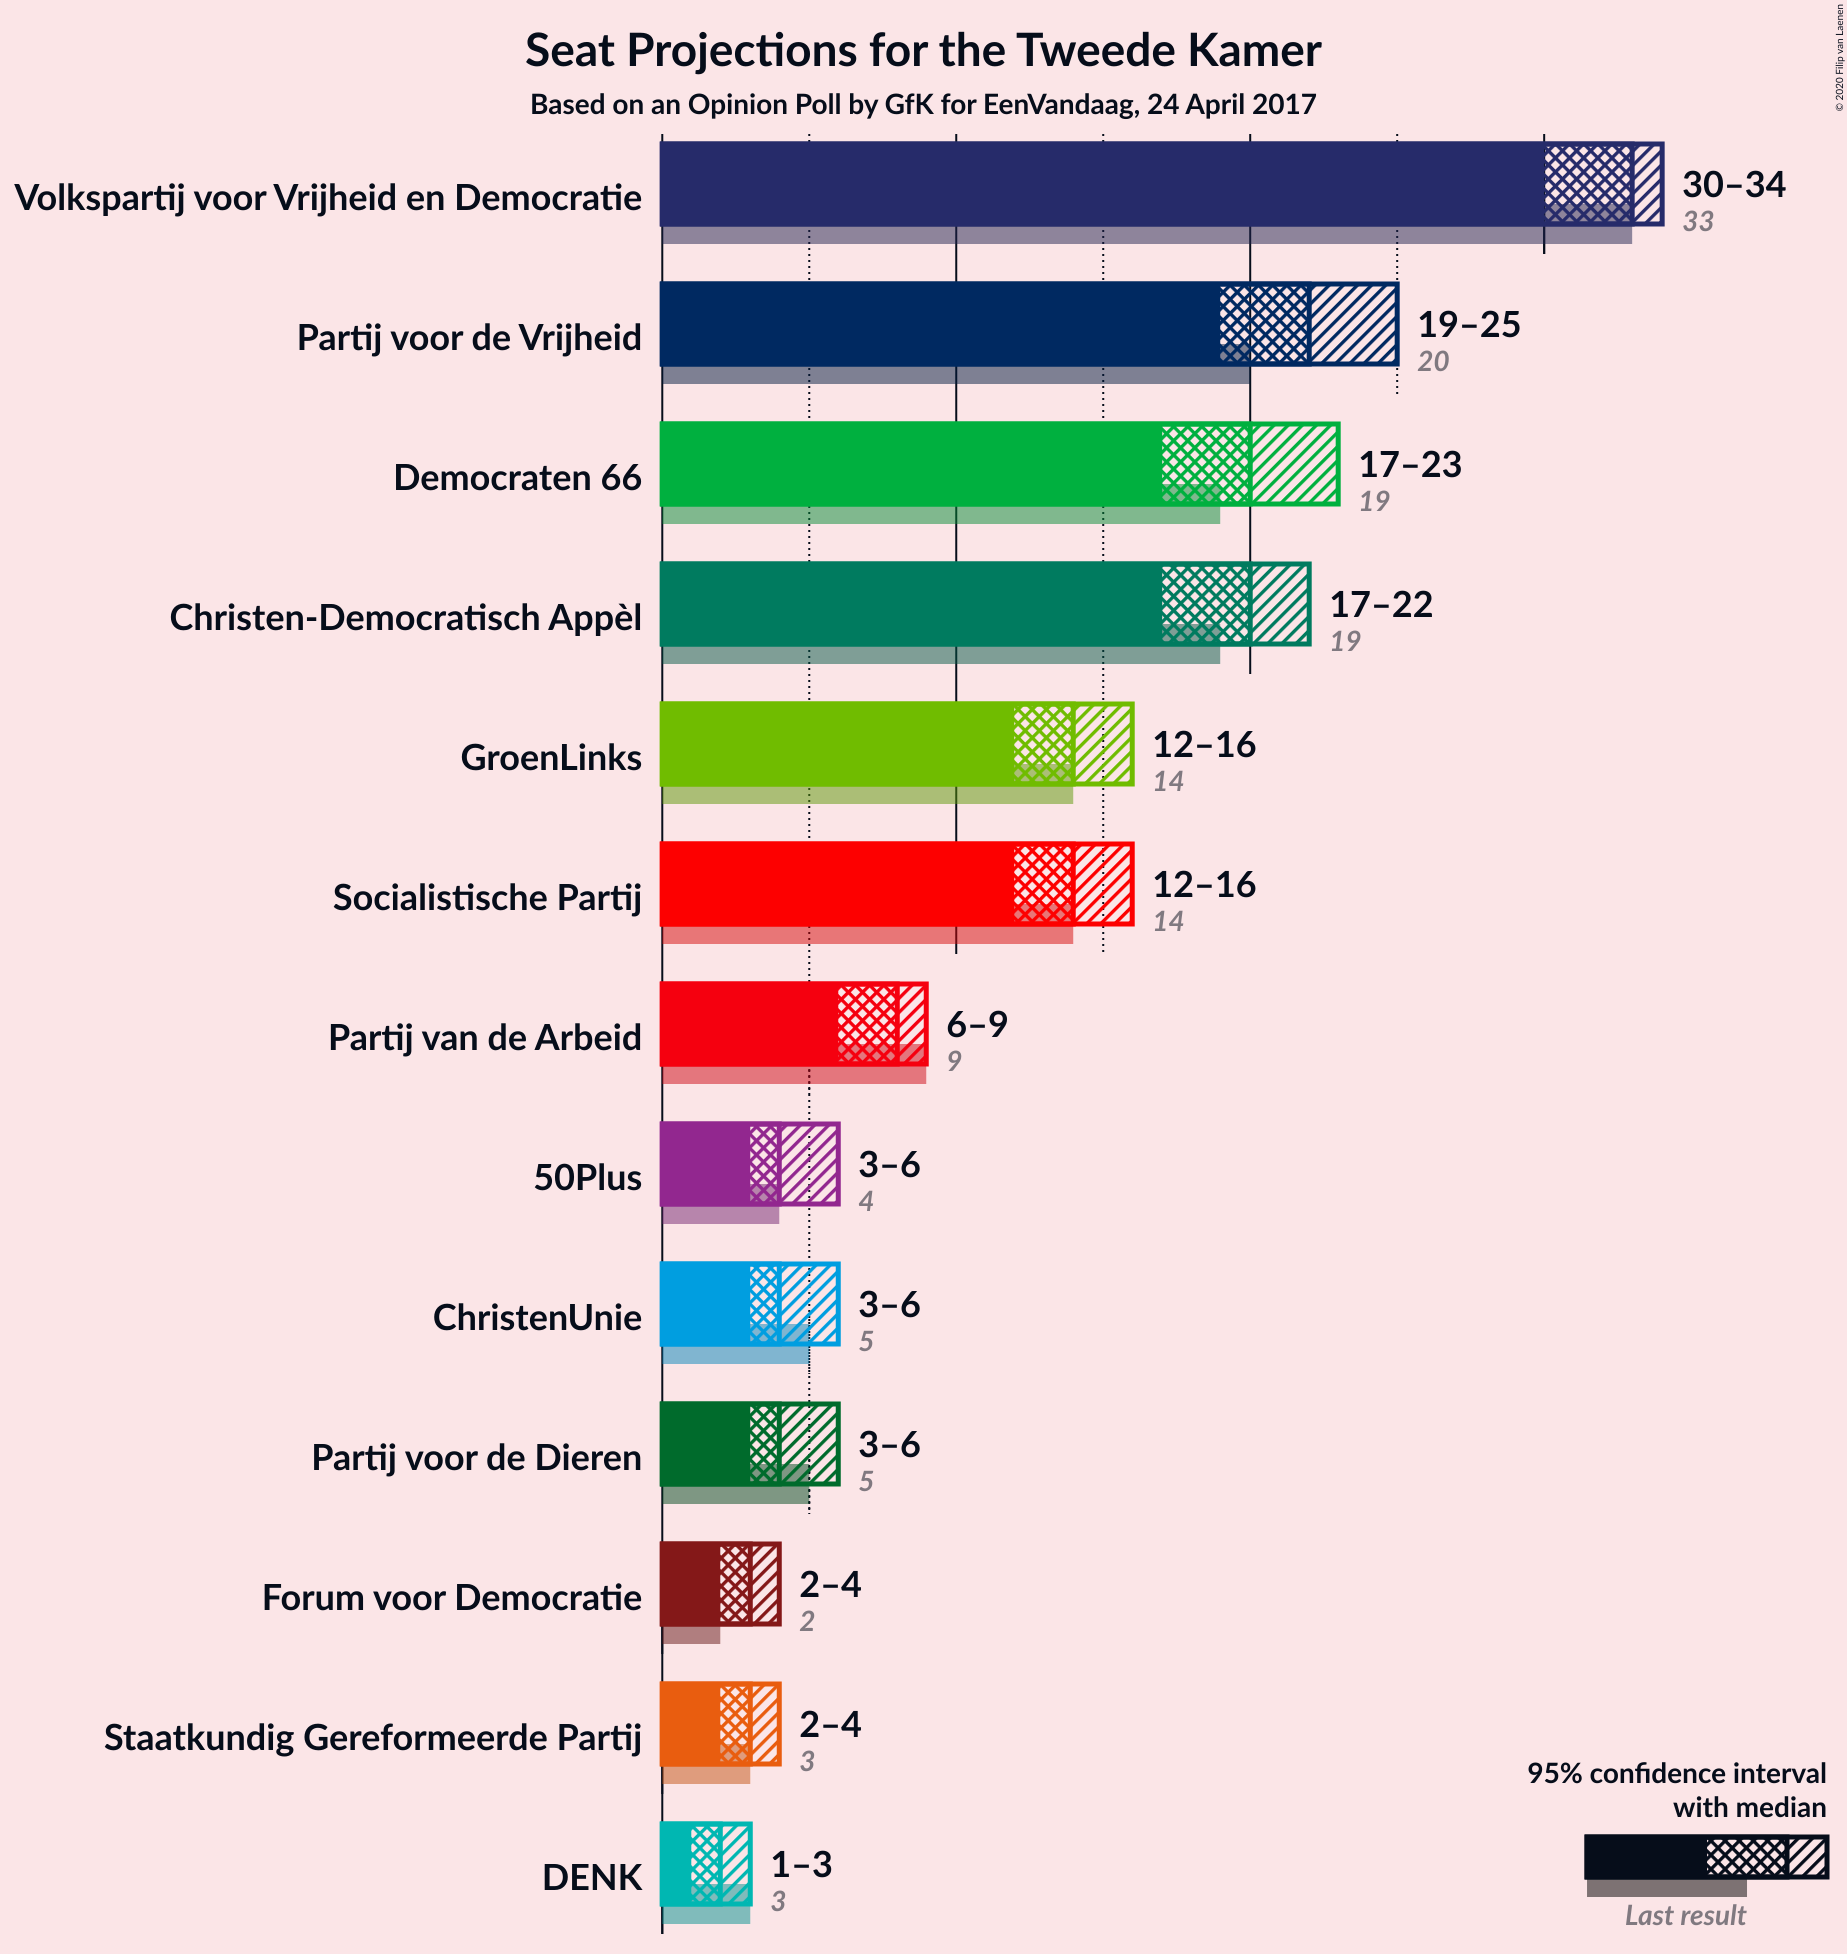 Seat Projections for the Tweede Kamer
Based on an Opinion Poll by GfK for EenVandaag, 24 April 2017
© 2020 Filip van Laenen
Volkspartij voor Vrijheid en Democratie
30–34
33
Partij voor de Vrijheid
19–25
20
Democraten 66
17–23
19
Christen-Democratisch Appèl
17–22
19
GroenLinks
12–16
14
Socialistische Partij
12–16
14
Partij van de Arbeid
6–9
9
50Plus
3–6
4
ChristenUnie
3–6
5
Partij voor de Dieren
3–6
5
Forum voor Democratie
2–4
2
Staatkundig Gereformeerde Partij
2–4
3
DENK
1–3
3
95% confidence interval
with median
Last result